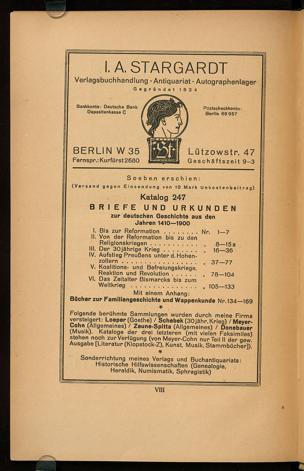 I. A. STARGARDT
Verlagsbuchhandlung · Antiquariat · Autographenlager
Gegründet 1834
Bankkonto: Deutsche Bank
Depositenkasse C
Postscheckkonto:
Berlin 69957
BERLIN W 35
Lützowstr. 47
Fernspr.: Kurfürst 2680
Geschäftszeit 9–3
Soeben erschien:
(Versand gegen Einsendung von 10 Mark Unkostenbeitrag)
Katalog 247
BRIEFE UND URKUNDEN
zur deutschen Geschichte aus den
Jahren 1410—1900
I. Bis zur Reformation . . . . . . Nr. 1—7
II. Von der Reformation bis zu den
Religionskriegen . . . . . . . . „ 8—15a
III. Der 30jährige Krieg . . . . . . „ 16—36
IV. Aufstieg Preußens unter d. Hohen-
zollern . . . . . . . . . . . „ 37—77
V. Koalitions- und Befreiungskriege,
Reaktion und Revolution . . . . „ 78—104
VI. Das Zeitalter Bismarcks bis zum
Weltkrieg . . . . . . . . . . „ 105—133
Mit einem Anhang:
Bücher zur Familiengeschichte und Wappenkunde Nr. 134—159
*
Folgende berühmte Sammlungen wurden durch meine Firma
versteigert: Loeper (Goethe) / Schebek (30jähr. Krieg) / Meyer-
Cohn (Allgemeines) / Zeune-Spitta (Allgemeines) / Donebauer
(Musik). Kataloge der drei letzteren (mit vielen Faksimiles)
stehen noch zur Verfügung (von Meyer-Cohn nur Teil II der gew.
Ausgabe [Literatur (Klopstock-Z), Kunst, Musik, Stammbücher]).
*
Sonderrichtung meines Verlags und Buchantiquariats:
Historische Hilfswissenschaften (Genealogie,
Heraldik, Numismatik, Sphragistik)
VIII